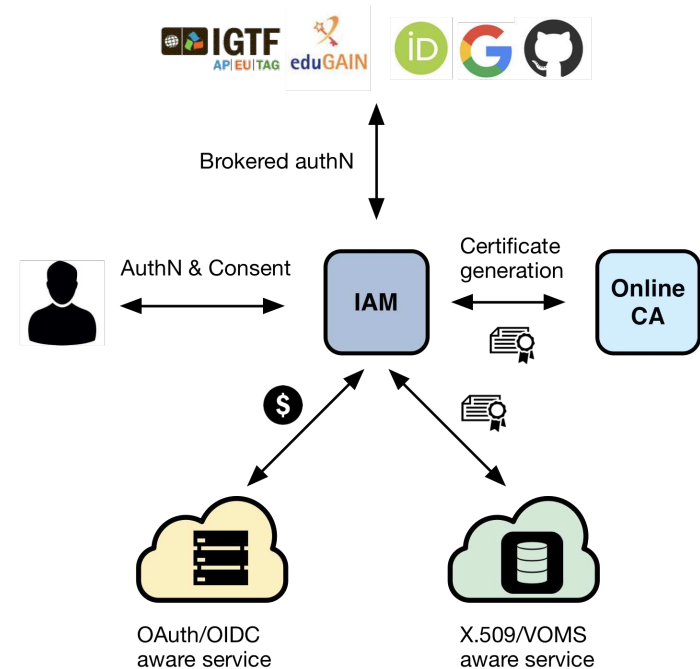 IGTF
AP|EU|TAG
eduGAIN
iD
G
Brokered authN
AuthN & Consent
IAM
Certificate
generation
Online
CA
$
OAuth/OIDC
aware service
X.509/VOMS
aware service